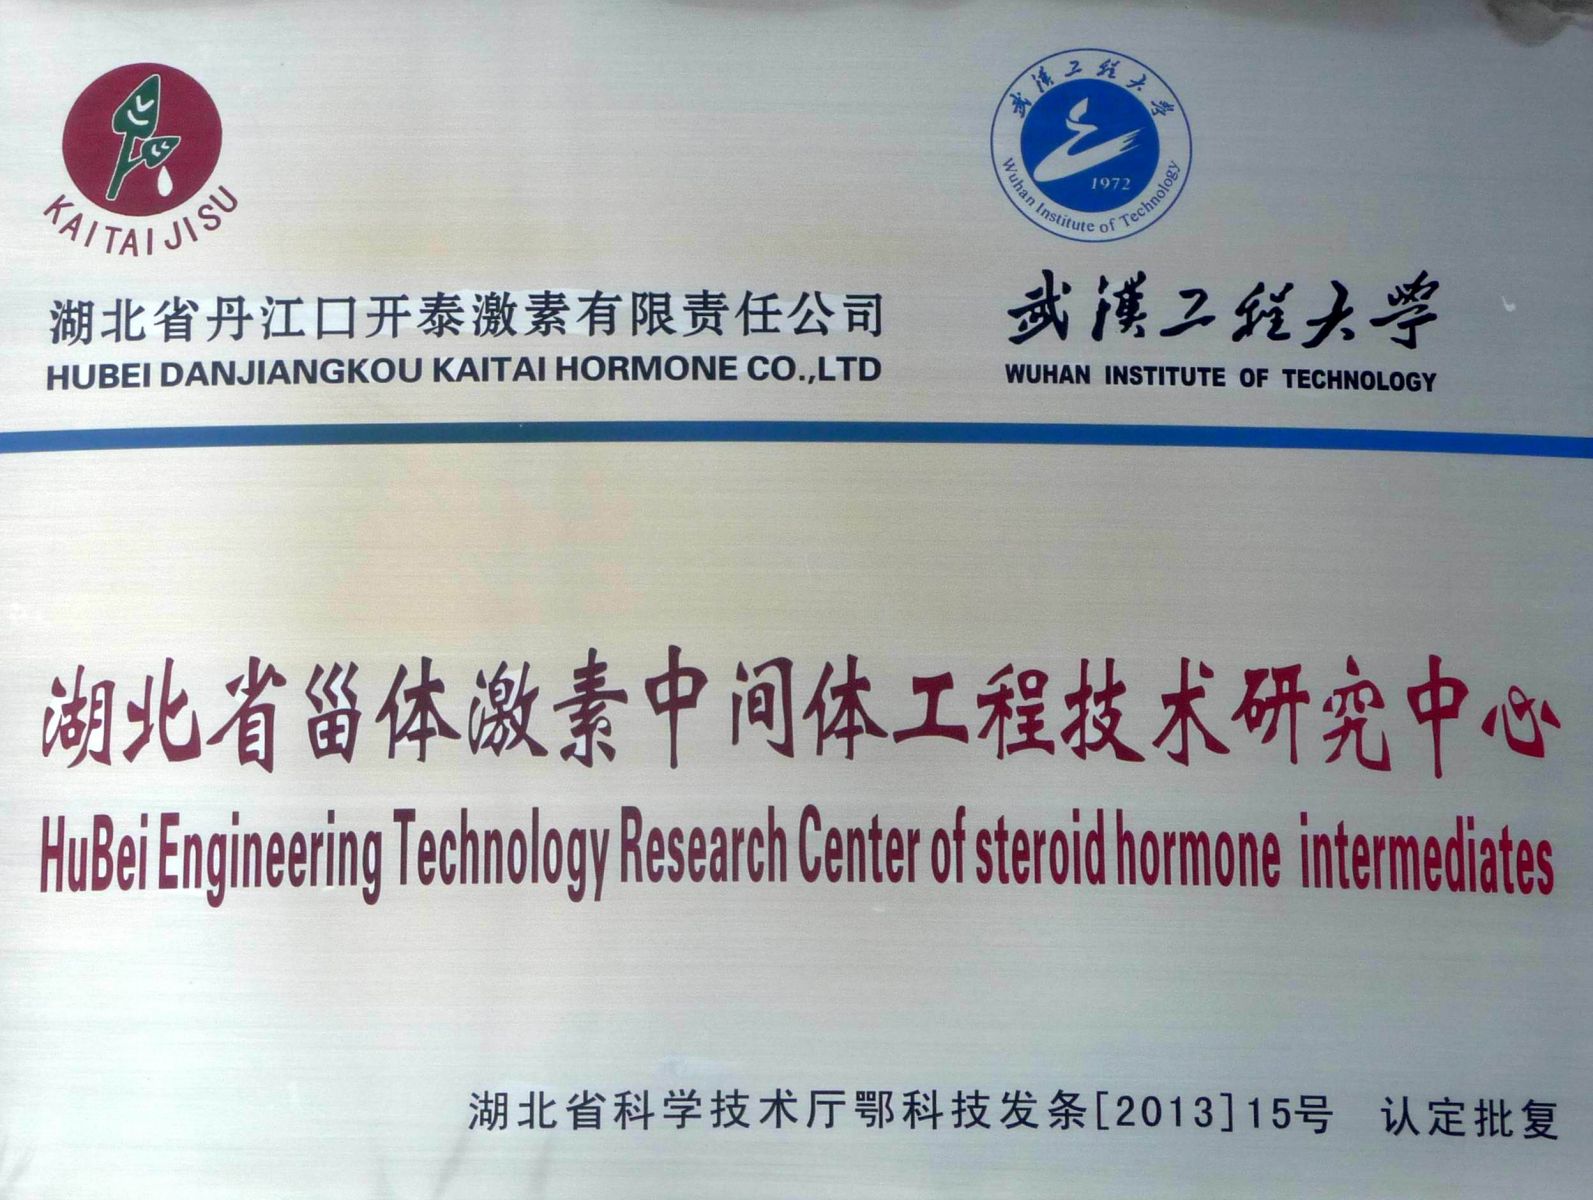 KAITAI JISU
武汉工程大学
1972
Wuhan Institute of Technology
湖北省丹江口开泰激素有限责任公司
HUBEI DANJIANGKOU KAITAI HORMONE CO.,LTD
武漢工程大学
WUHAN INSTITUTE OF TECHNOLOGY
湖北省甾体激素中间体工程技术研究中心
HuBei Engineering Technology Research Center of steroid hormone intermediates
湖北省科学技术厅鄂科技发条[2013]15号 认定批复